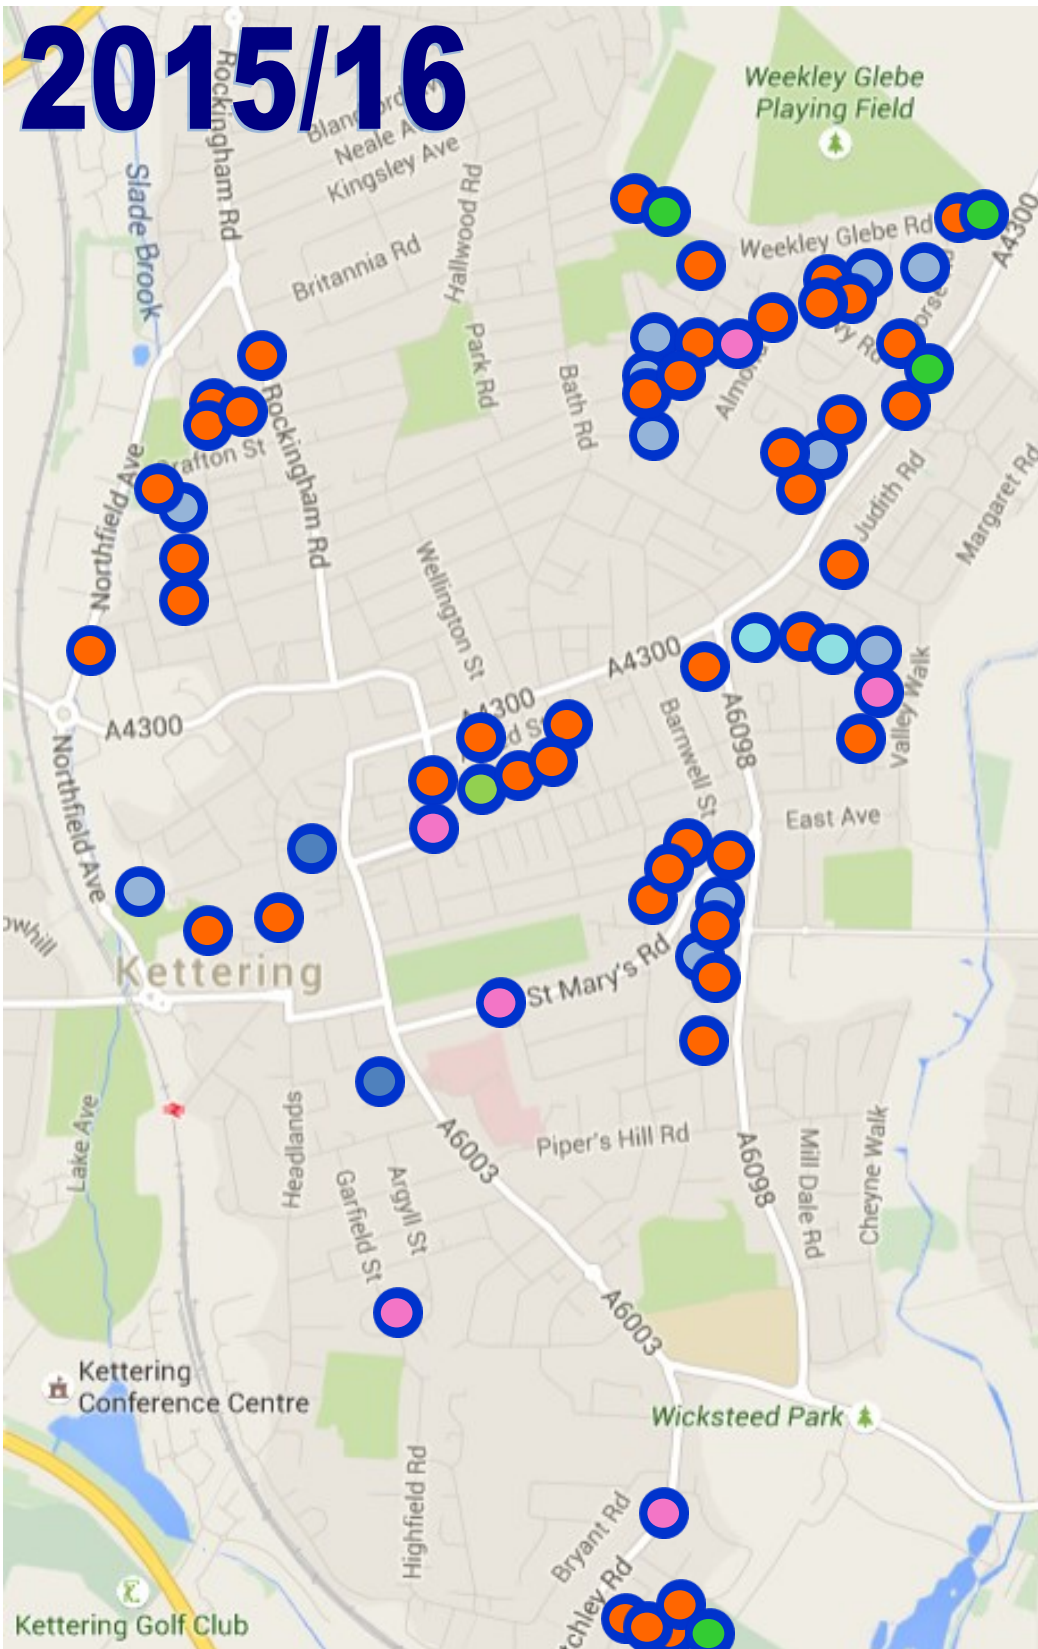 2015/16
Rockingham Rd
Neale A
Kingsley Ave
Weekley Glebe
Playing Field
Slade Brook
Hallwood Rd
Britannia Rd
Weekley Glebe Rd
A4300
Park Rd
Bath Rd
Rockingham Rd
Grafton St
Northfield Ave
Judith Rd
Margaret Rd
Wellington St
A4300
A4300
A4300
Barnwell St
A6098
Valley Walk
Northfield Ave
East Ave
Kettering
St Mary's Rd
Lake Ave
Headlands
A6003
Piper's Hill Rd
A6098
Mill Dale Rd
Cheyne Walk
Garfield St
Argyll St
A6003
Kettering
Conference Centre
Wicksteed Park
Highfield Rd
Bryant Rd
chley Rd
Kettering Golf Club